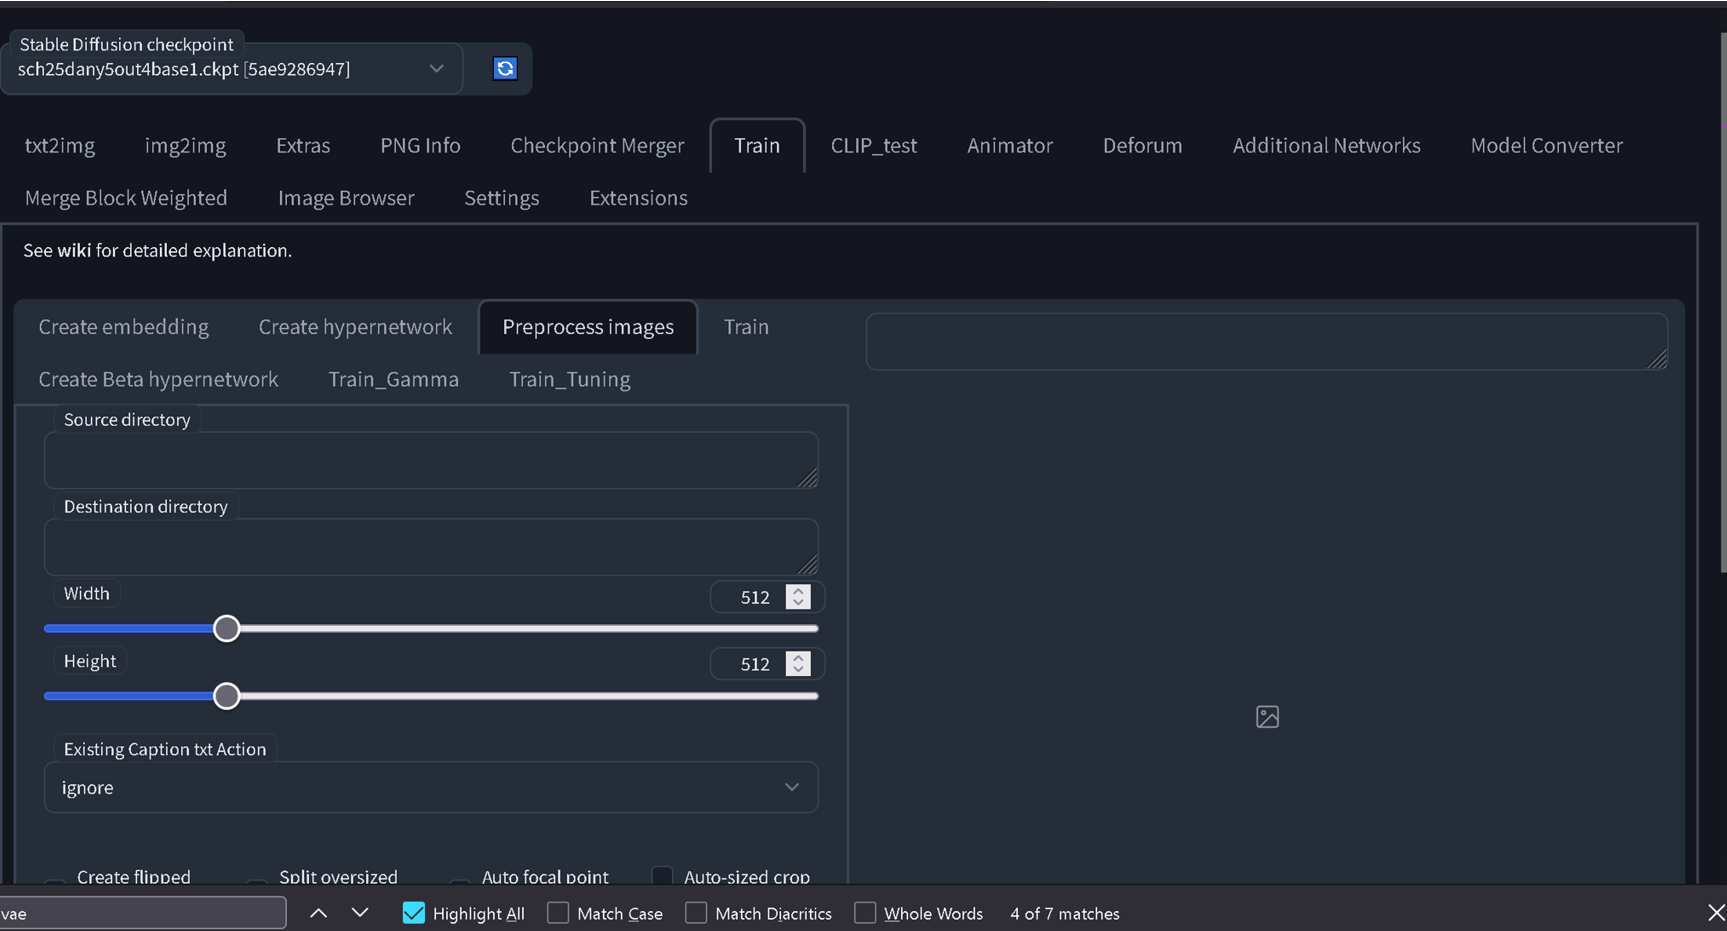 Stable Diffusion checkpoint
sch25dany5out4base1.ckpt [5ae9286947]
txt2img img2img Extras PNG Info Checkpoint Merger Train CLIP_test Animator Deforum Additional Networks Model Converter
Merge Block Weighted Image Browser Settings Extensions
See wiki for detailed explanation.
Create embedding Create hypernetwork Preprocess images Train
Create Beta hypernetwork Train_Gamma Train_Tuning
Source directory
Destination directory
Width 512
Height 512
Existing Caption txt Action
ignore
Create flipped Split oversized Auto focal point Auto-sized crop
vae Highlight All Match Case Match Diacritics Whole Words 4 of 7 matches